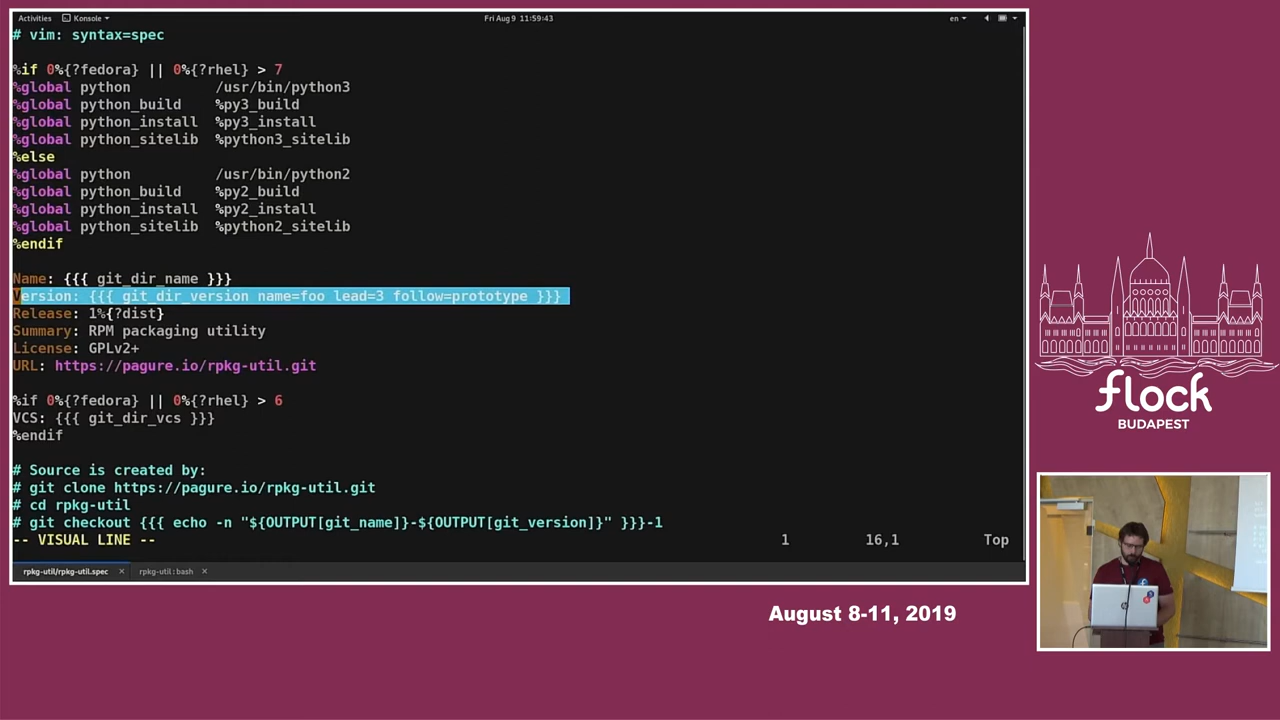 Activities Konsole Fri Aug 9 11:59:43 en
# vim: syntax=spec
%if 0%{?fedora} || 0%{?rhel} > 7
%global python /usr/bin/python3
%global python_build %py3_build
%global python_install %py3_install
%global python_sitelib %python3_sitelib
%else
%global python /usr/bin/python2
%global python_build %py2_build
%global python_install %py2_install
%global python_sitelib %python2_sitelib
%endif
Name: {{{ git_dir_name }}}
Version: {{{ git_dir_version name=foo lead=3 follow=prototype }}}
Release: 1%{?dist}
Summary: RPM packaging utility
License: GPLv2+
URL: https://pagure.io/rpkg-util.git
%if 0%{?fedora} || 0%{?rhel} > 6
VCS: {{{ git_dir_vcs }}}
%endif
# Source is created by:
# git clone https://pagure.io/rpkg-util.git
# cd rpkg-util
# git checkout {{{ echo -n "${OUTPUT[git_name]}-${OUTPUT[git_version]}" }}}-1
-- VISUAL LINE -- 1 16,1 Top
rpkg-util/rpkg-util.spec × rpkg-util : bash ×
flock
BUDAPEST
August 8-11, 2019